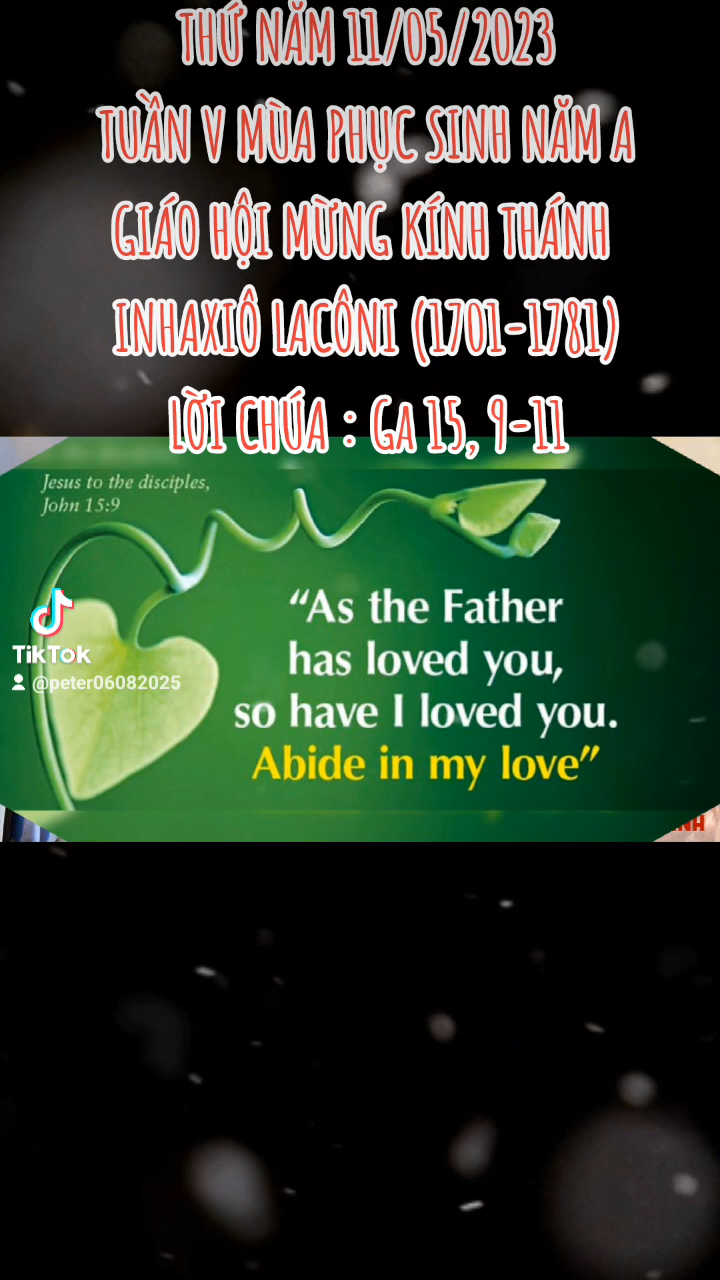 THỨ NĂM 11/05/2023
TUẦN V MÙA PHỤC SINH NĂM A
GIÁO HỘI MỪNG KÍNH THÁNH
INHAXIÔ LACÔNI (1701-1781)
LỜI CHÚA : GA 15, 9-11
Jesus to the disciples,
John 15:9
“As the Father
has loved you,
so have I loved you.
Abide in my love”
TikTok
@peter06082025